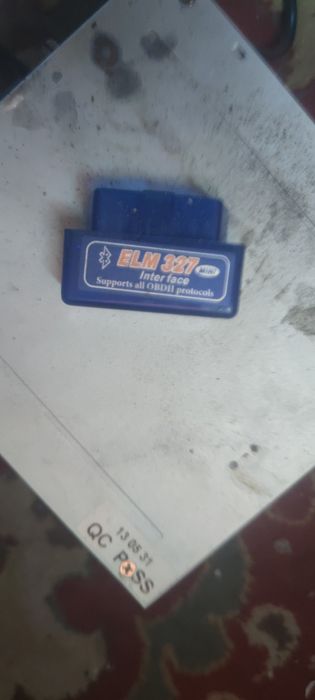 ELM 327 Mini
Interface
Supports all OBDII protocols
13 05 31
QC PASS